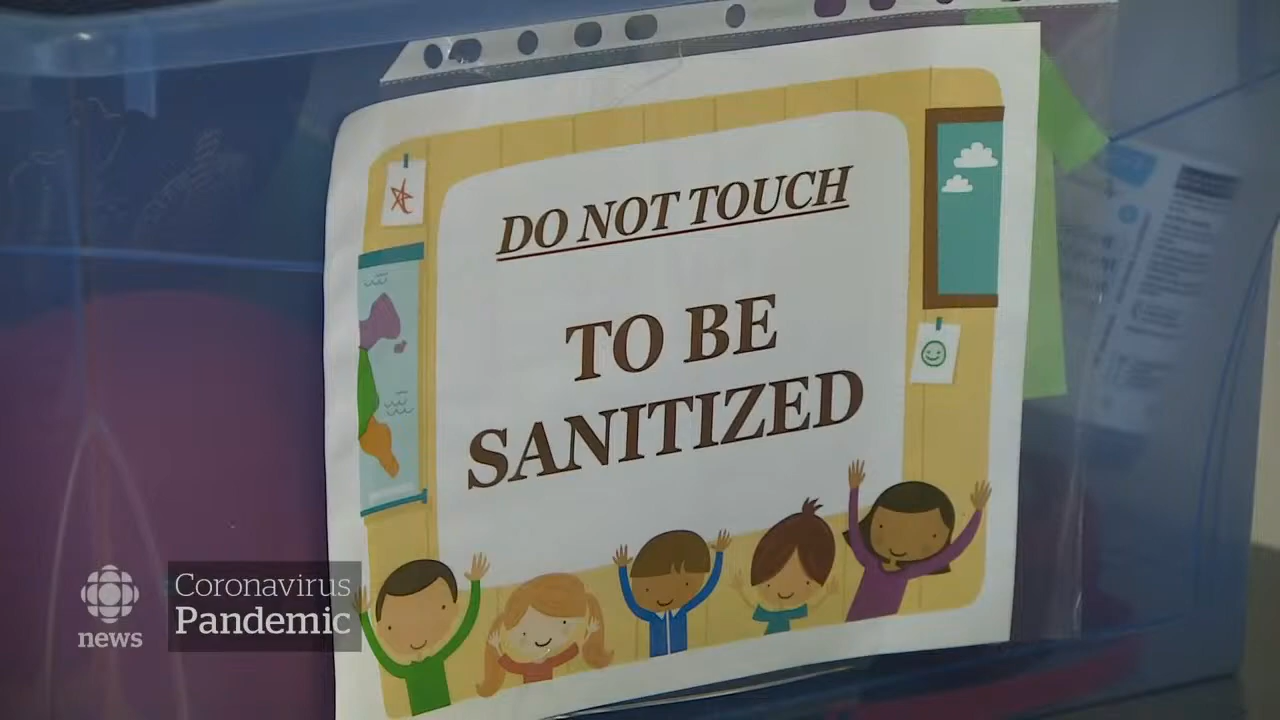 DO NOT TOUCH
TO BE
SANITIZED
news
Coronavirus
Pandemic